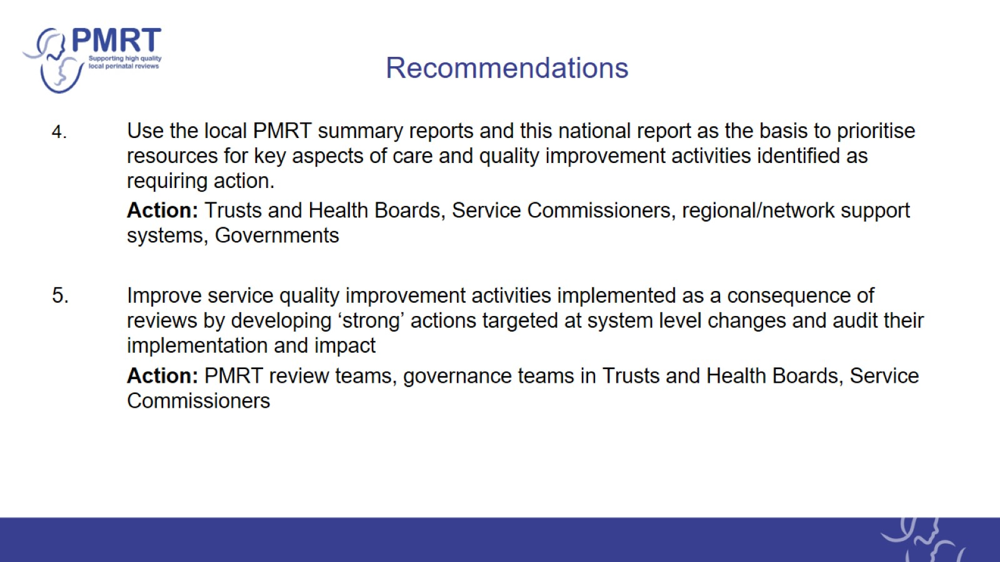 PMRT
Supporting high quality
local perinatal reviews
Recommendations
4. Use the local PMRT summary reports and this national report as the basis to prioritise
resources for key aspects of care and quality improvement activities identified as
requiring action.
Action: Trusts and Health Boards, Service Commissioners, regional/network support
systems, Governments
5. Improve service quality improvement activities implemented as a consequence of
reviews by developing ‘strong’ actions targeted at system level changes and audit their
implementation and impact
Action: PMRT review teams, governance teams in Trusts and Health Boards, Service
Commissioners